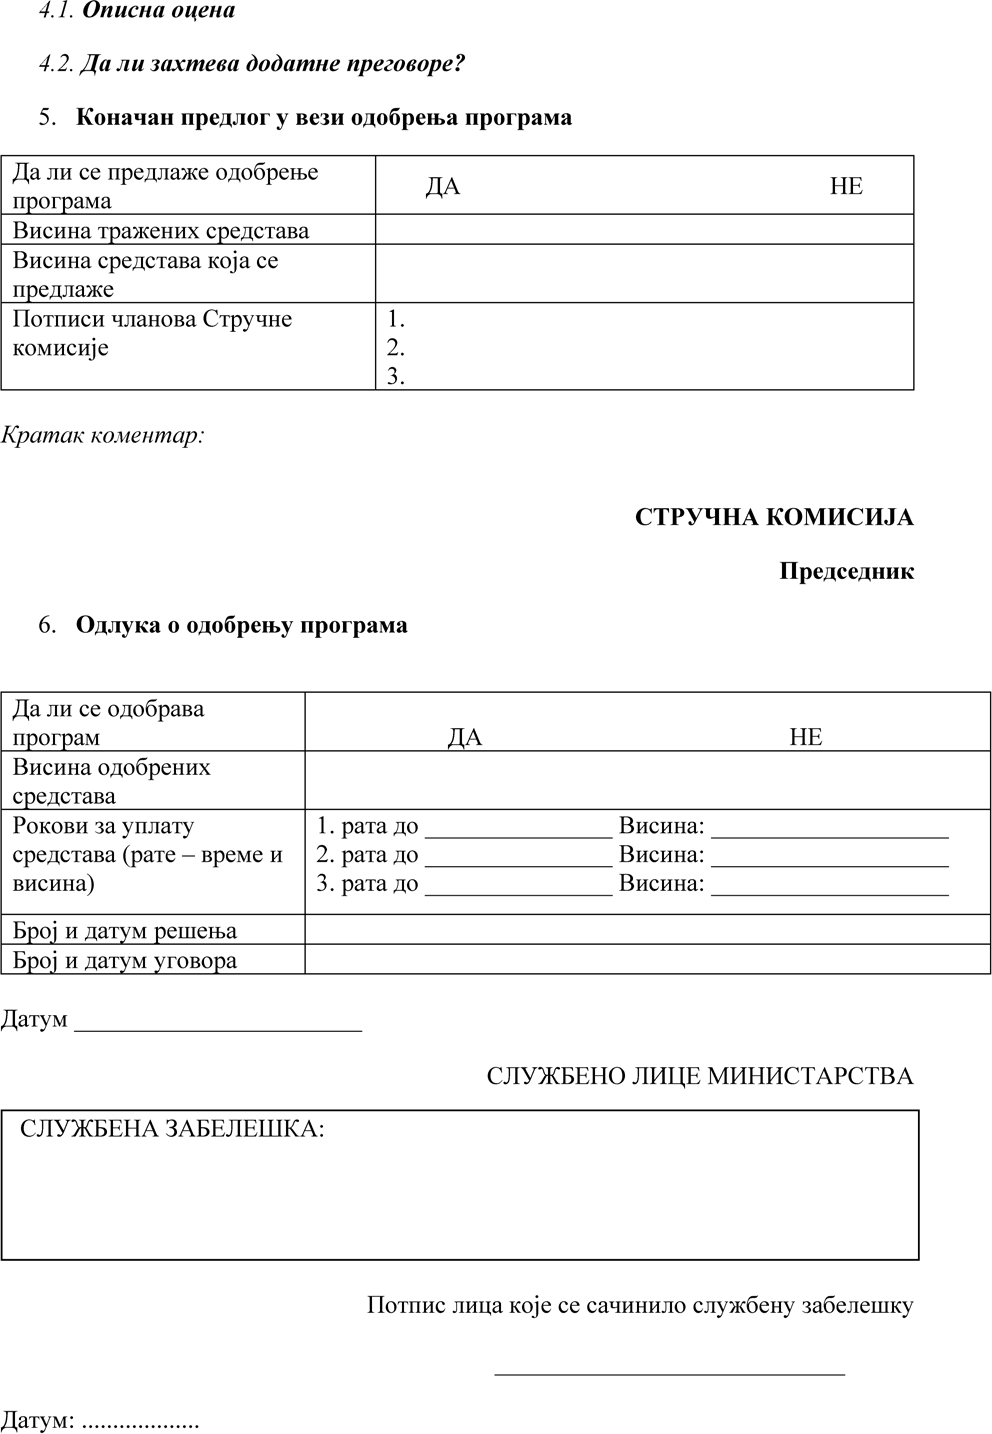 4.1. Описна оцена
4.2. Да ли захтева додатне преговоре?
5. Коначан предлог у вези одобрења програма
Да ли се предлаже одобрење
програма
ДА НЕ
Висина тражених средстава
Висина средстава која се
предлаже
Потписи чланова Стручне
комисије
1.
2.
3.
Кратак коментар:
СТРУЧНА КОМИСИЈА
Председник
6. Одлука о одобрењу програма
Да ли се одобрава
програм
ДА НЕ
Висина одобрених
средстава
Рокови за уплату
средстава (рате – време и
висина)
1. рата до _______________ Висина: ___________________
2. рата до _______________ Висина: ___________________
3. рата до _______________ Висина: ___________________
Број и датум решења
Број и датум уговора
Датум _______________________
СЛУЖБЕНО ЛИЦЕ МИНИСТАРСТВА
СЛУЖБЕНА ЗАБЕЛЕШКА:
Потпис лица које се сачинило службену забелешку
____________________________
Датум: ...................